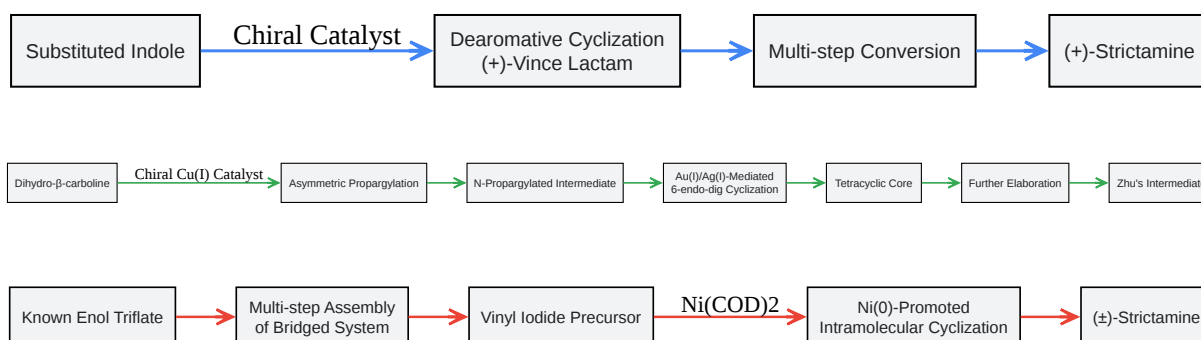 Substituted Indole
Chiral Catalyst
Dearomative Cyclization
(+)-Vince Lactam
Multi-step Conversion
(+)-Strictamine
Dihydro-β-carboline
Chiral Cu(I) Catalyst
Asymmetric Propargylation
N-Propargylated Intermediate
Au(I)/Ag(I)-Mediated
6-endo-dig Cyclization
Tetracyclic Core
Further Elaboration
Zhu's Intermediate
Known Enol Triflate
Multi-step Assembly
of Bridged System
Vinyl Iodide Precursor
Ni(COD)2
Ni(0)-Promoted
Intramolecular Cyclization
(±)-Strictamine